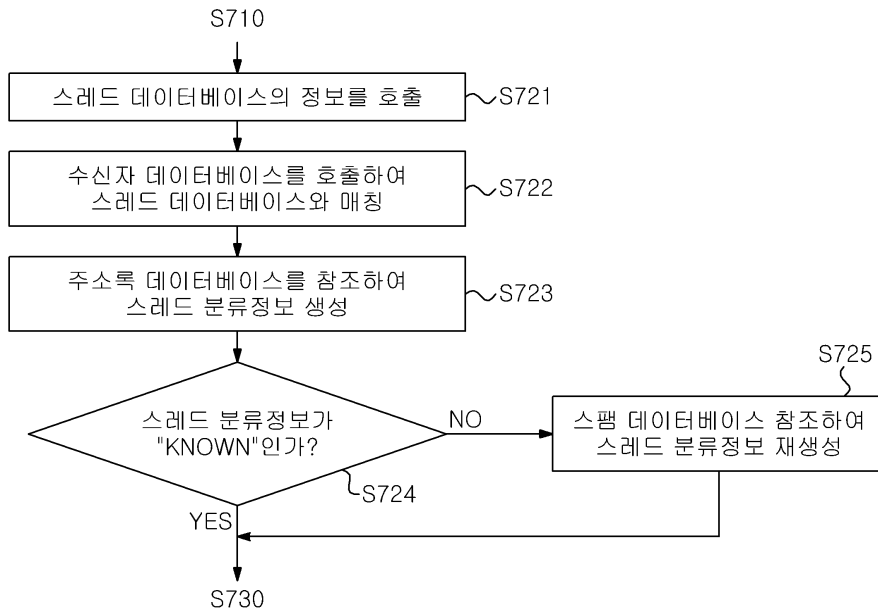 S710
스레드 데이터베이스의 정보를 호출
S721
수신자 데이터베이스를 호출하여
스레드 데이터베이스와 매칭
S722
주소록 데이터베이스를 참조하여
스레드 분류정보 생성
S723
스레드 분류정보가
"KNOWN"인가?
S724
NO
S725
스팸 데이터베이스 참조하여
스레드 분류정보 재생성
YES
S730